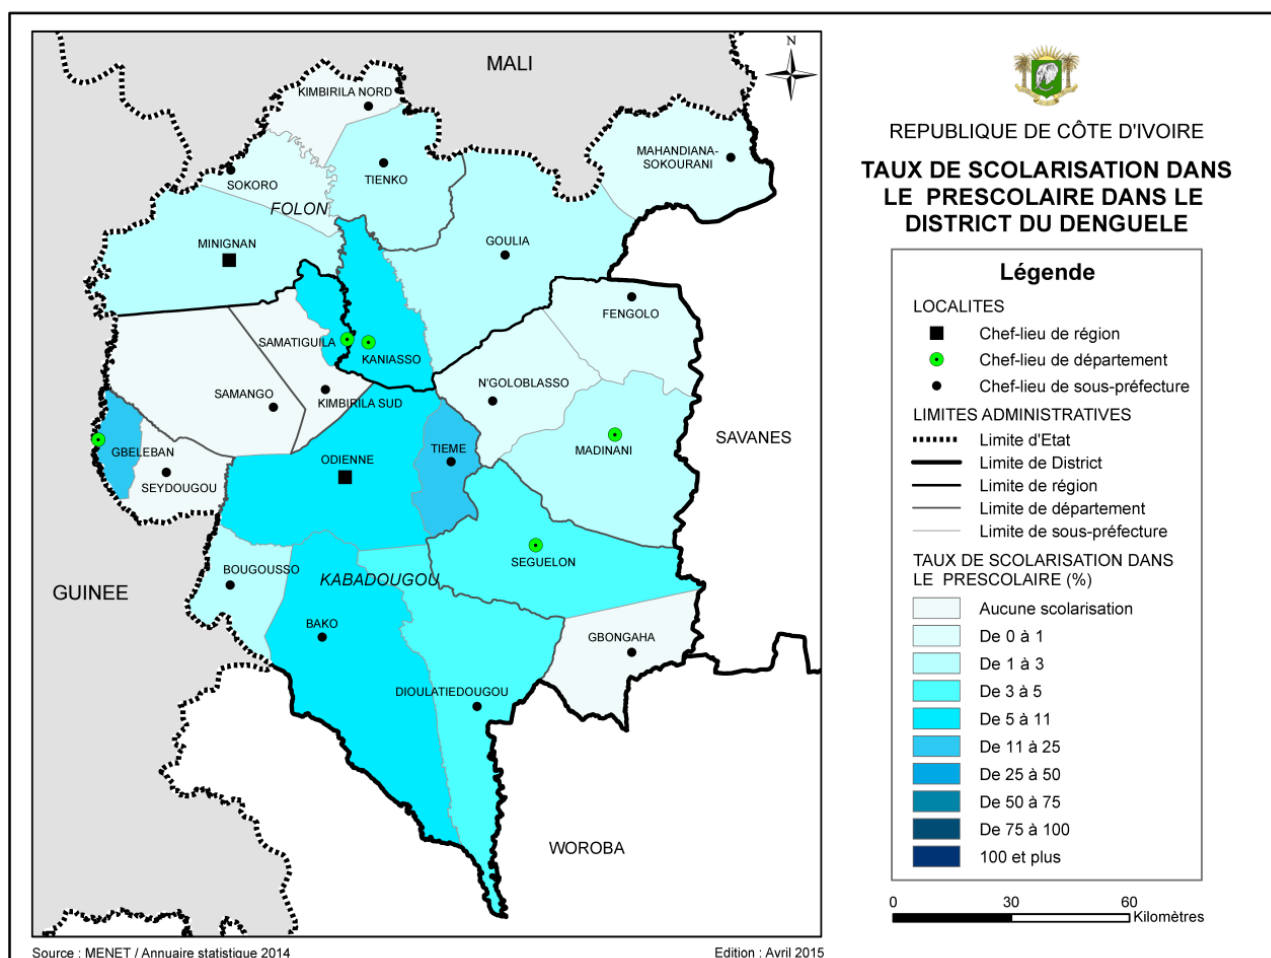 MALI
N
KIMBIRILA NORD
MAHANDIANA-
SOKOURANI
TIENKO
SOKORO
FOLON
MINIGNAN
GOULIA
FENGOLO
SAMATIGUILA
KANIASSO
N'GOLOBLASSO
SAMANGO
KIMBIRILA SUD
SAVANES
GBELEBAN
ODIENNE
TIEME
MADINANI
SEYDOUGOU
SEGUELON
BOUGOUSSO
KABADOUGOU
GUINEE
BAKO
GBONGAHA
DIOULATIEDOUGOU
WOROBA
Source : MENET / Annuaire statistique 2014
Edition : Avril 2015
REPUBLIQUE DE CÔTE D'IVOIRE
TAUX DE SCOLARISATION DANS
LE PRESCOLAIRE DANS LE
DISTRICT DU DENGUELE
Légende
LOCALITES
Chef-lieu de région
Chef-lieu de département
Chef-lieu de sous-préfecture
LIMITES ADMINISTRATIVES
Limite d'Etat
Limite de District
Limite de région
Limite de département
Limite de sous-préfecture
TAUX DE SCOLARISATION DANS
LE PRESCOLAIRE (%)
Aucune scolarisation
De 0 à 1
De 1 à 3
De 3 à 5
De 5 à 11
De 11 à 25
De 25 à 50
De 50 à 75
De 75 à 100
100 et plus
0 30 60
Kilomètres